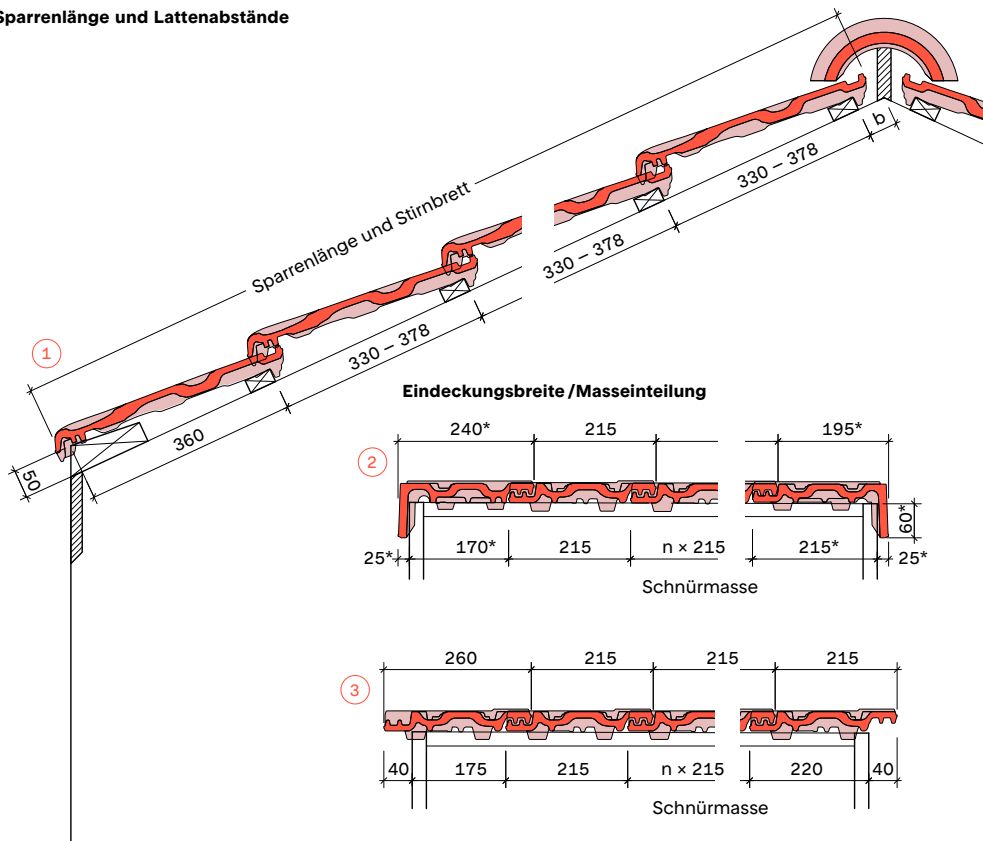 Sparrenlänge und Lattenabstände
b
330 – 378
Sparrenlänge und Stirnbrett
330 – 378
1
330 – 378
360
50
Eindeckungsbreite/Masseinteilung
240* 215 195*
2
60*
25* 170* 215 n × 215 215* 25*
Schnürmasse
260 215 215 215
3
40 175 215 n × 215 220 40
Schnürmasse